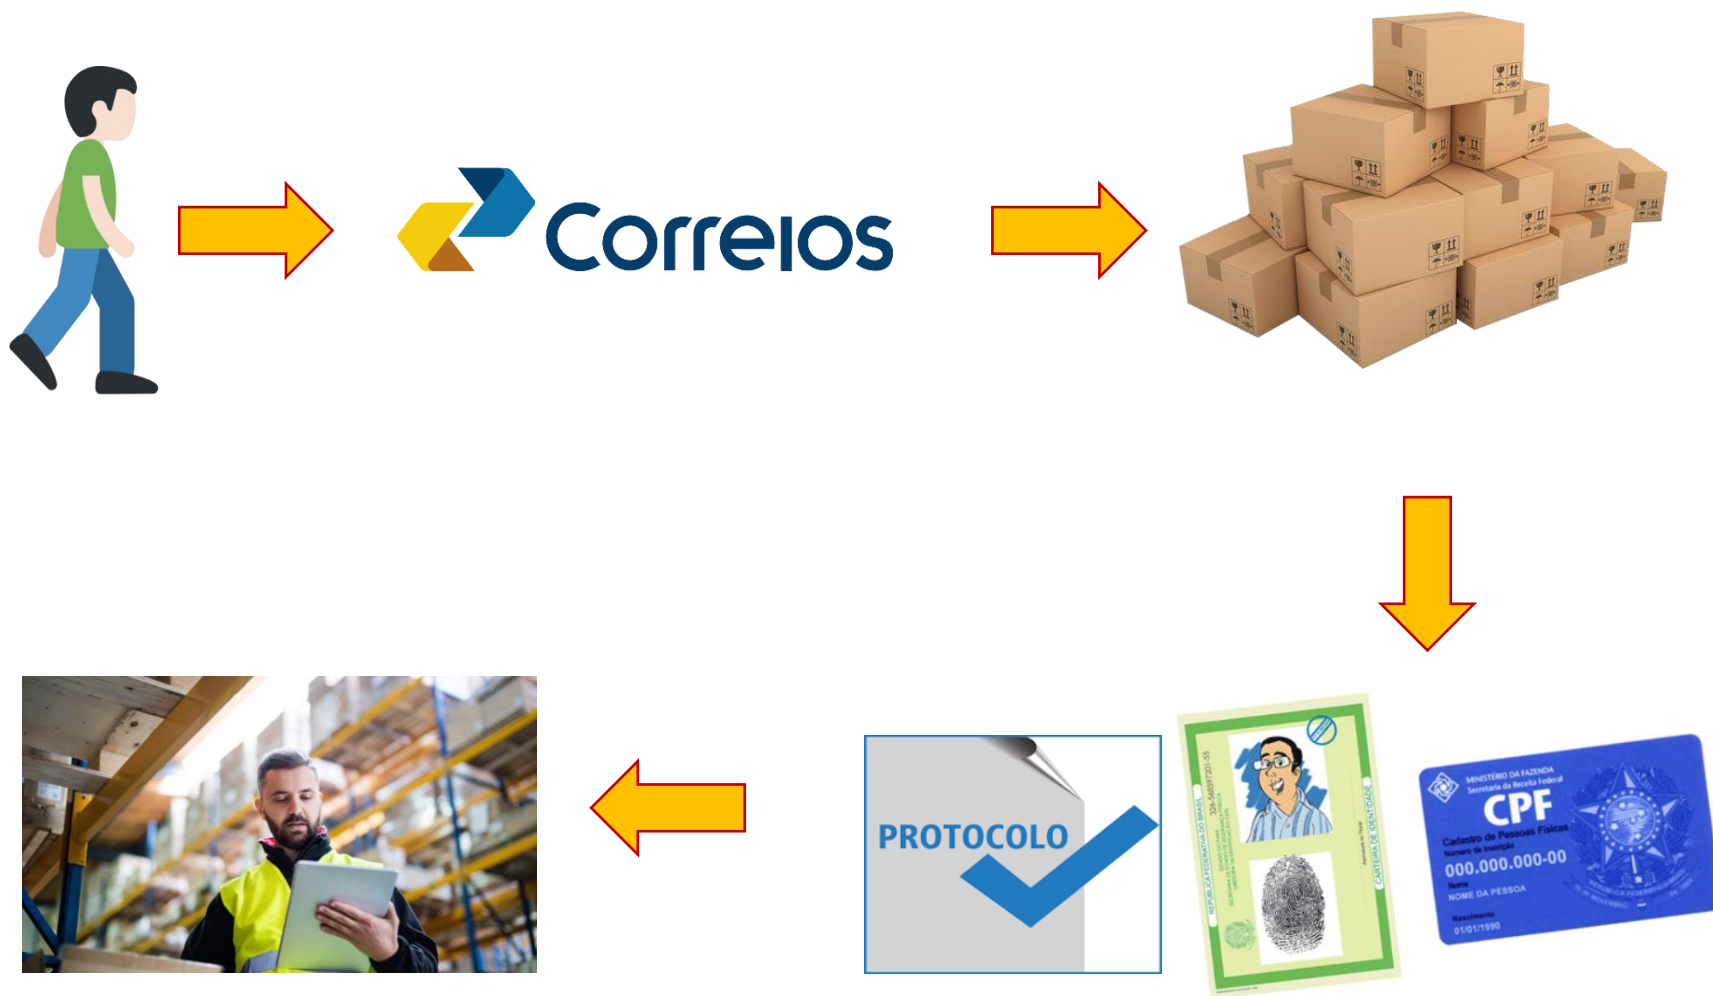 Correios
PROTOCOLO
REPÚBLICA FEDERATIVA DO BRASIL
CARTEIRA DE IDENTIDADE
MINISTÉRIO DA FAZENDA
Secretaria da Receita Federal
CPF
Cadastro de Pessoas Físicas
Número de Inscrição
000.000.000-00
Nome
NOME DA PESSOA
Nascimento
01/01/1990